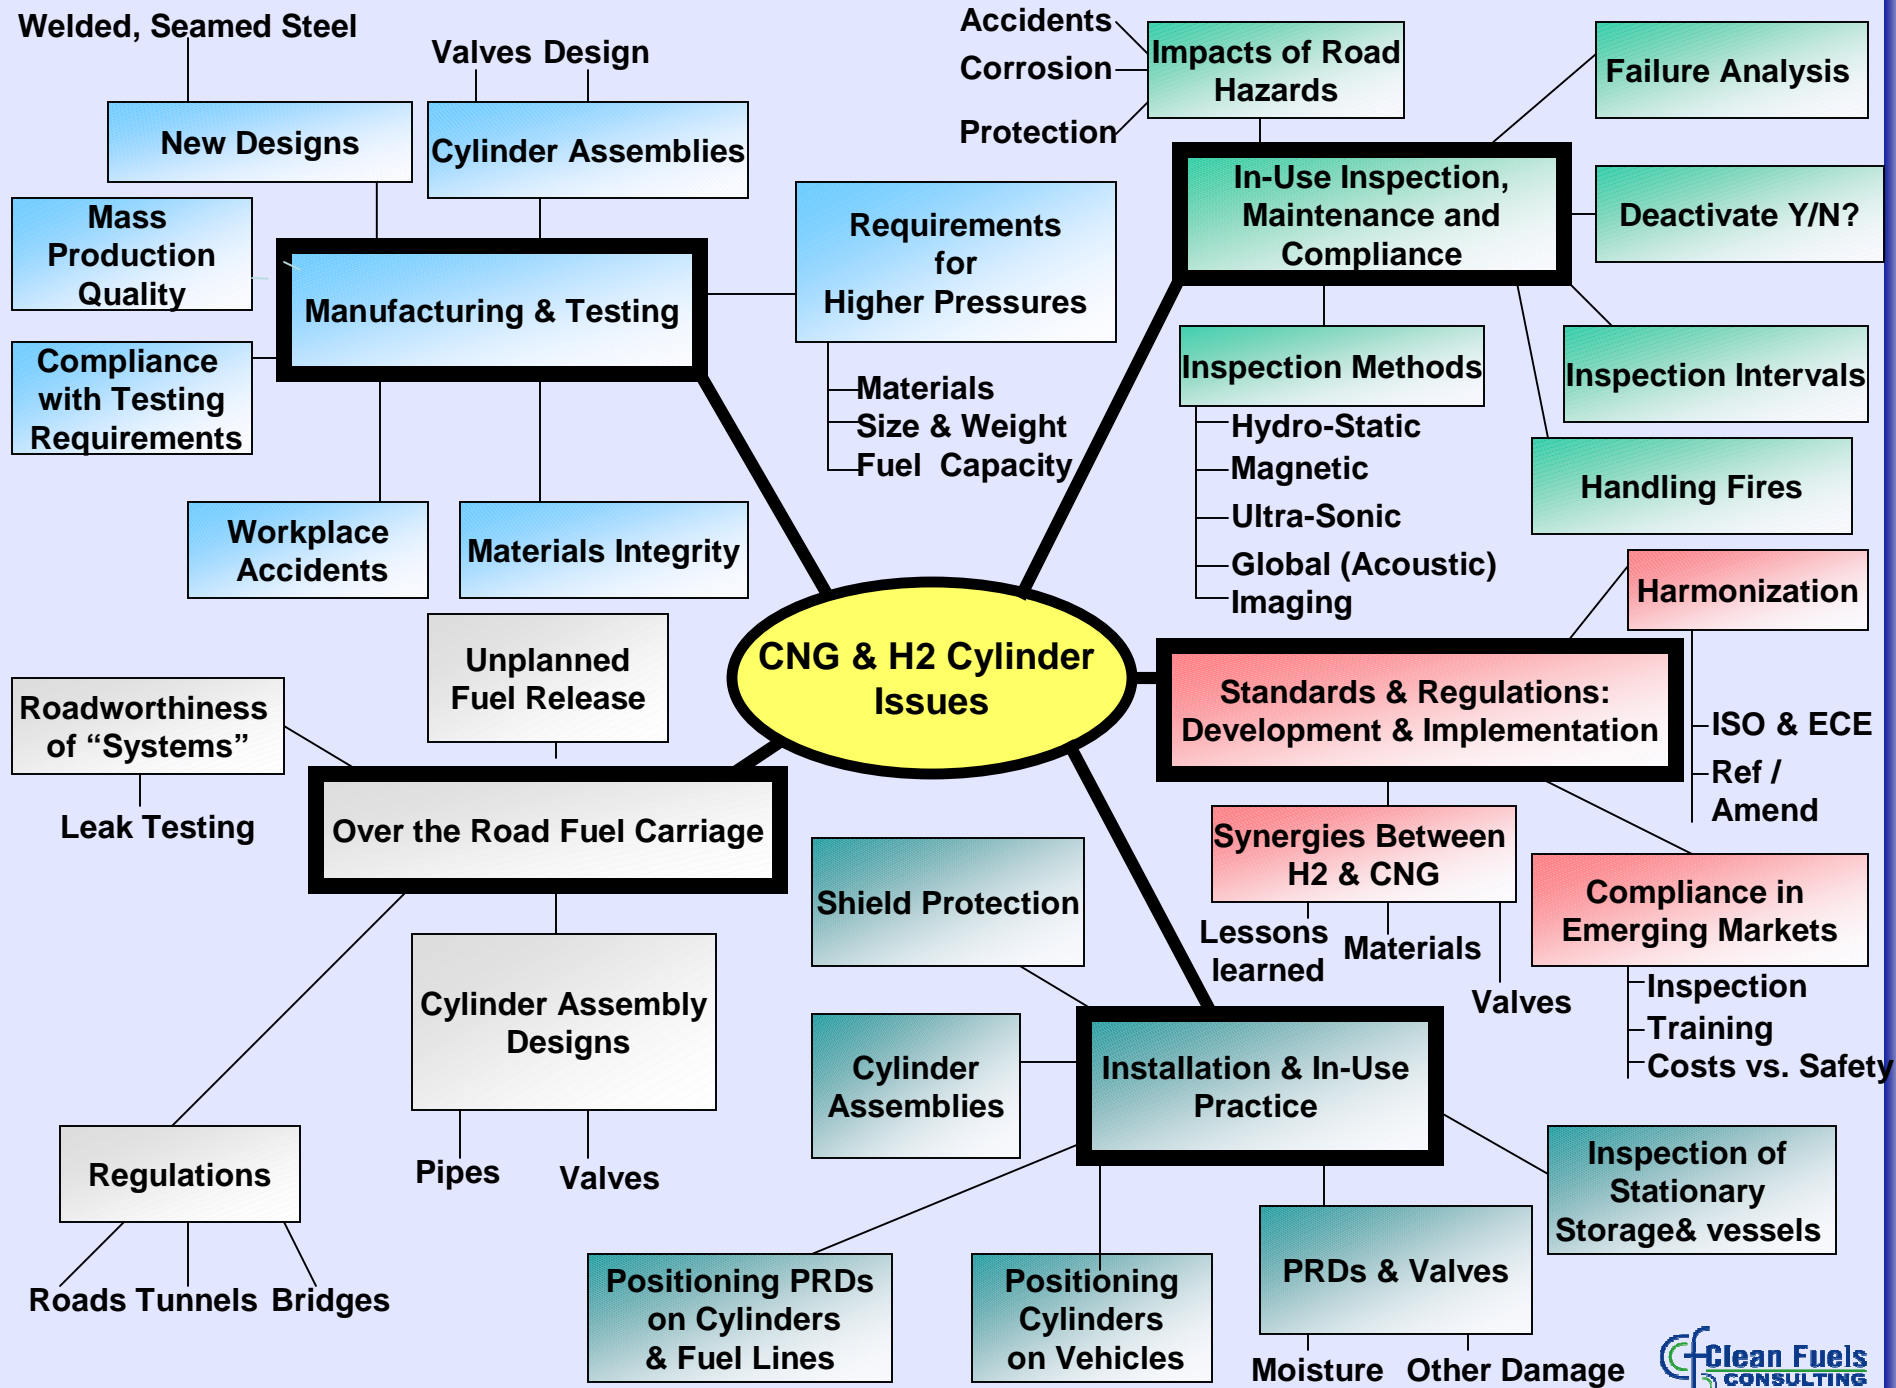 Welded, Seamed Steel
Valves Design
New Designs
Cylinder Assemblies
Mass
Production
Quality
Manufacturing & Testing
Compliance
with Testing
Requirements
Workplace
Accidents
Materials Integrity
Requirements
for
Higher Pressures
Materials
Size & Weight
Fuel Capacity
Accidents
Corrosion
Protection
Impacts of Road
Hazards
Failure Analysis
In-Use Inspection,
Maintenance and
Compliance
Deactivate Y/N?
Inspection Methods
Hydro-Static
Magnetic
Ultra-Sonic
Global (Acoustic)
Imaging
Inspection Intervals
Handling Fires
CNG & H2 Cylinder
Issues
Harmonization
ISO & ECE
Ref /
Amend
Standards & Regulations:
Development & Implementation
Synergies Between
H2 & CNG
Lessons
learned
Materials
Valves
Compliance in
Emerging Markets
Inspection
Training
Costs vs. Safety
Unplanned
Fuel Release
Roadworthiness
of “Systems”
Leak Testing
Over the Road Fuel Carriage
Cylinder Assembly
Designs
Pipes
Valves
Regulations
Roads Tunnels Bridges
Shield Protection
Cylinder
Assemblies
Installation & In-Use
Practice
Positioning PRDs
on Cylinders
& Fuel Lines
Positioning
Cylinders
on Vehicles
PRDs & Valves
Moisture
Other Damage
Inspection of
Stationary
Storage& vessels
Clean Fuels
CONSULTING